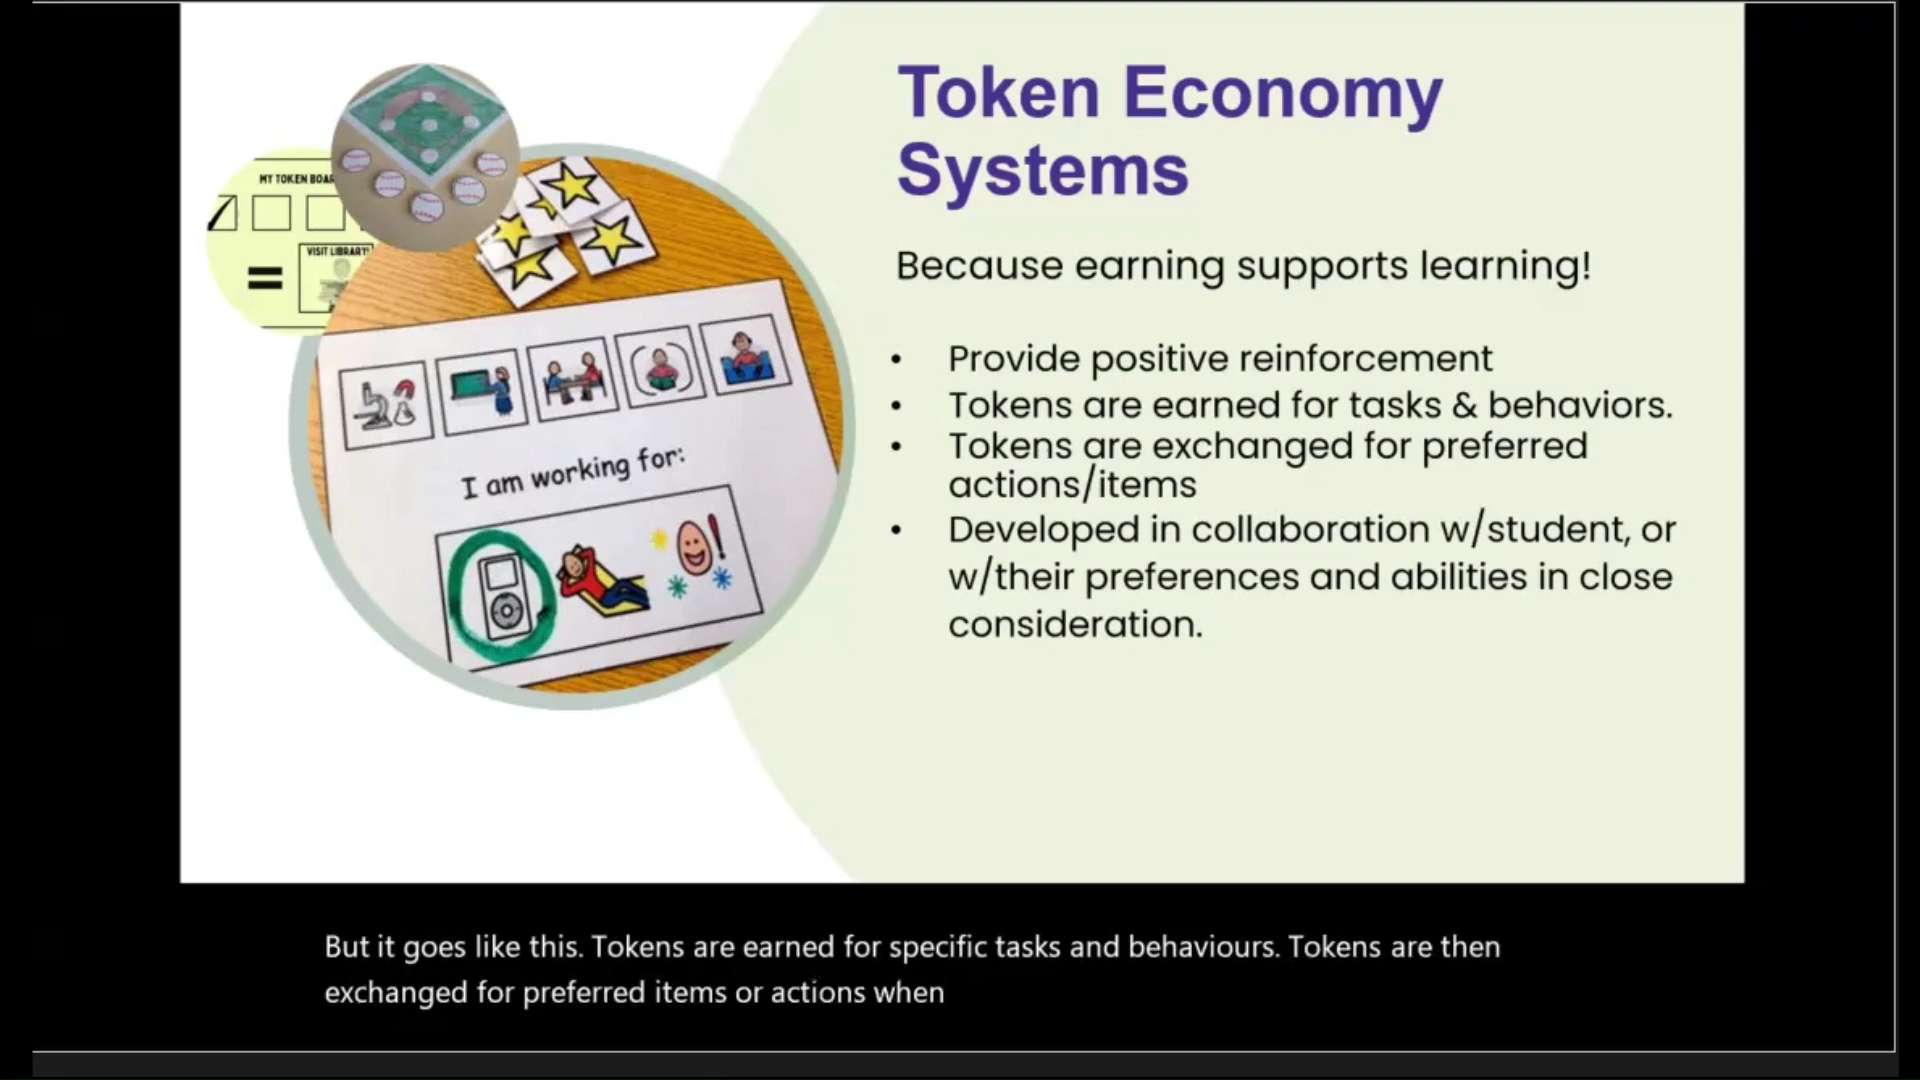 Token Economy
Systems
Because earning supports learning!
• Provide positive reinforcement
• Tokens are earned for tasks & behaviors.
• Tokens are exchanged for preferred
actions/items
• Developed in collaboration w/student, or
w/their preferences and abilities in close
consideration.
MY TOKEN BOAR
=
VISIT LIBRARY!
I am working for:
But it goes like this. Tokens are earned for specific tasks and behaviours. Tokens are then
exchanged for preferred items or actions when